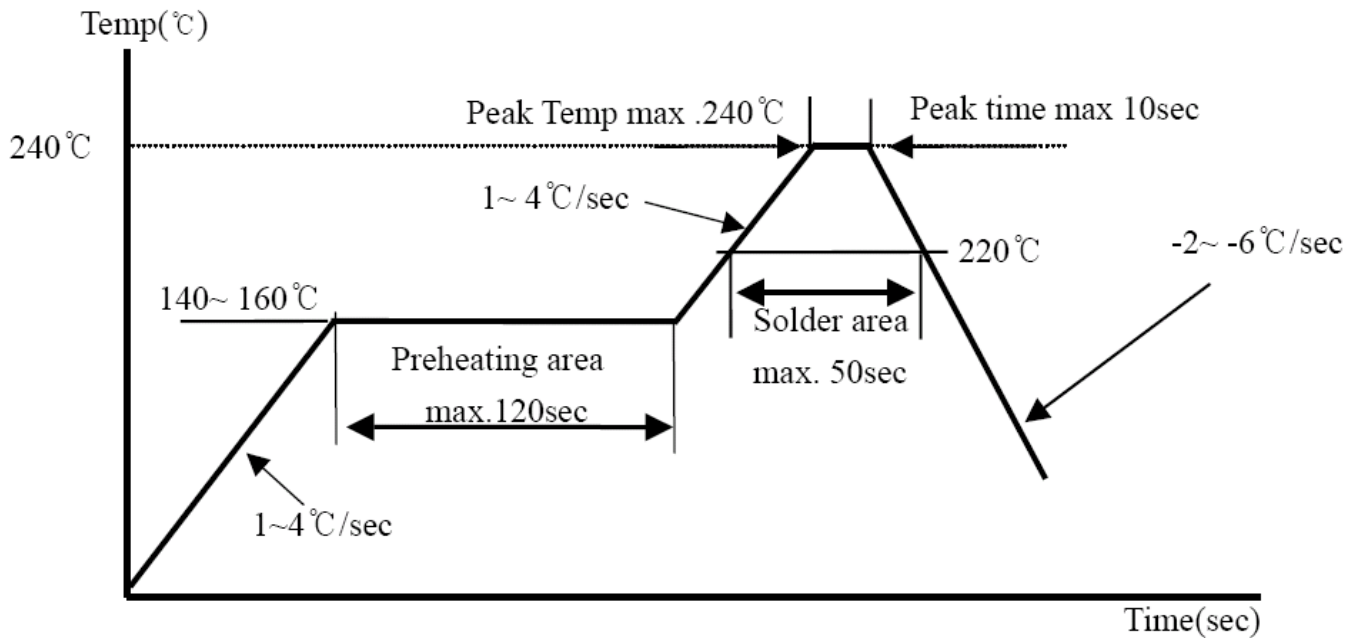 Temp(℃)
Peak Temp max .240℃
Peak time max 10sec
240℃
1~ 4℃/sec
220℃
-2~ -6℃/sec
140~ 160℃
Solder area
max. 50sec
Preheating area
max.120sec
1~4℃/sec
Time(sec)